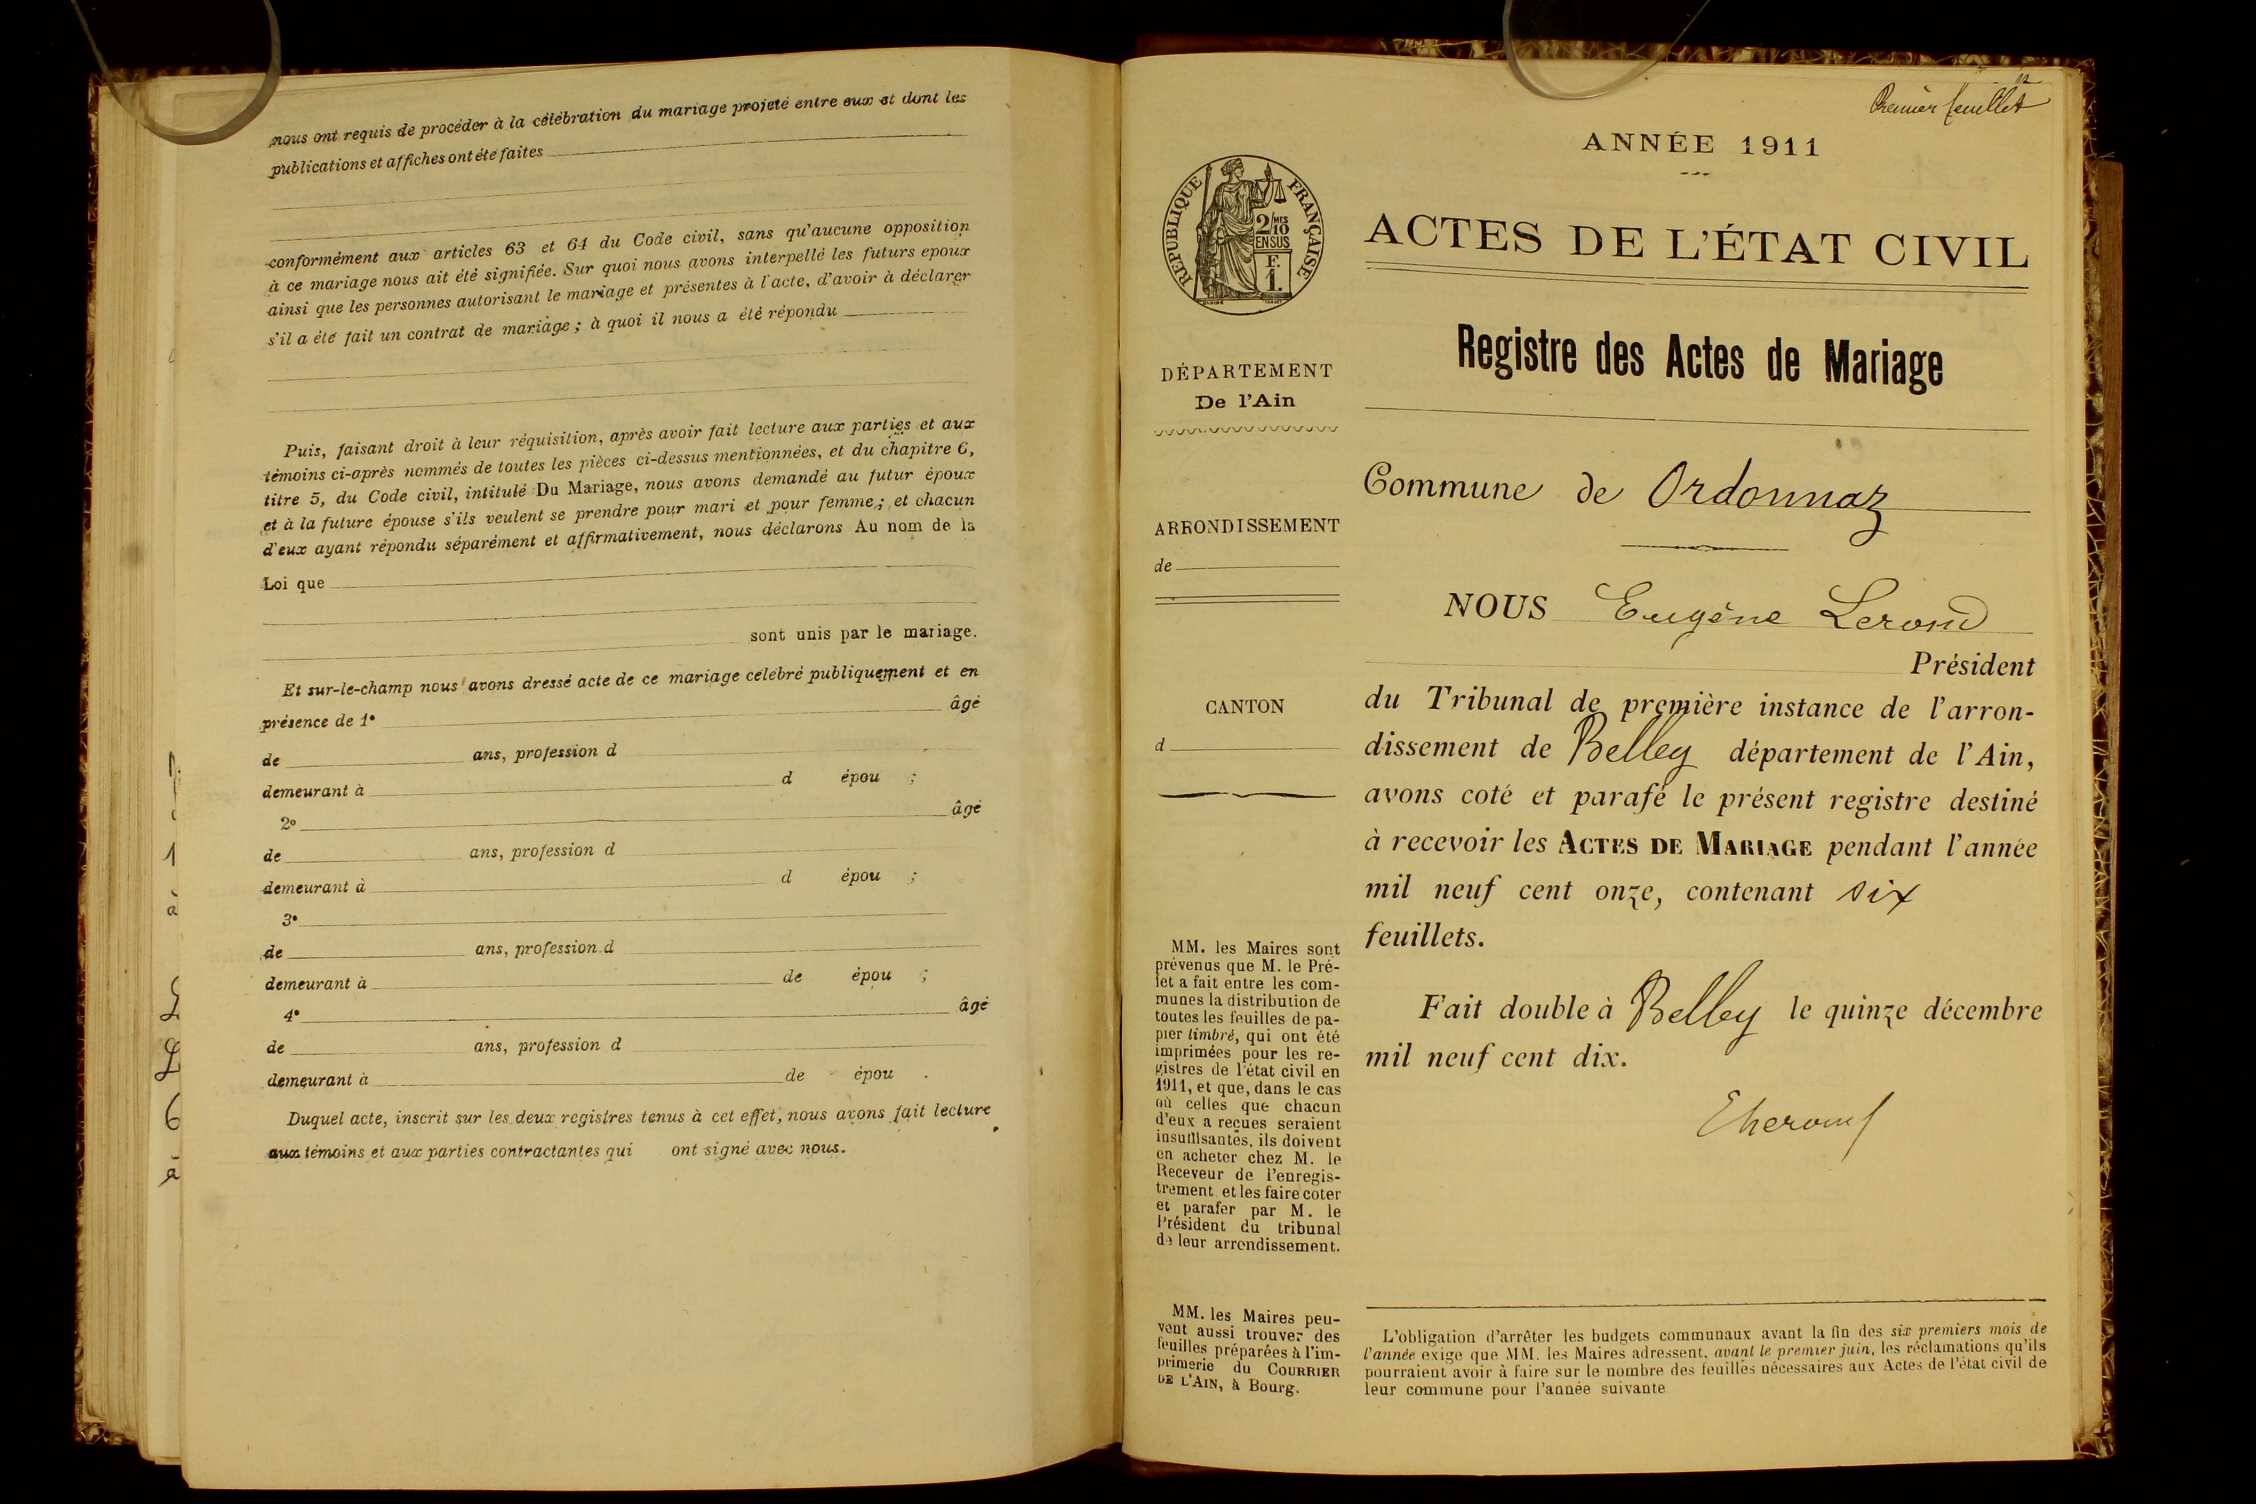 nous ont requis de procéder à la célébration du mariage projeté entre eux et dont les
publications et affiches ont été faites
conformément aux articles 63 et 64 du Code civil, sans qu'aucune opposition
à ce mariage nous ait été signifiée. Sur quoi nous avons interpellé les futurs epoux
ainsi que les personnes autorisant le mariage et présentes à l'acte, d'avoir à déclarer
s'il a été fait un contrat de mariage ; à quoi il nous a été répondu
Puis, faisant droit à leur réquisition, après avoir fait lecture aux parties et aux
témoins ci-après nommés de toutes les pièces ci-dessus mentionnées, et du chapitre 6,
titre 5, du Code civil, intitulé Du Mariage, nous avons demandé au futur époux
et à la future épouse s'ils veulent se prendre pour mari et pour femme ; et chacun
d'eux ayant répondu séparément et affirmativement, nous déclarons Au nom de la
Loi que
sont unis par le mariage.
Et sur-le-champ nous avons dressé acte de ce mariage célébré publiquement et en
présence de 1° âgé
de ans, profession d
demeurant à d épou ;
2° âgé
de ans, profession d
demeurant à d épou ;
3°
de ans, profession d
demeurant à de épou ;
4° âgé
de ans, profession d
demeurant à de épou .
Duquel acte, inscrit sur les deux registres tenus à cet effet, nous avons fait lecture
aux témoins et aux parties contractantes qui ont signé avec nous.
Premier feuillet
ANNÉE 1911
RÉPUBLIQUE FRANÇAISE
2/10 MES
EN SUS
F.
1.
ACTES DE L'ÉTAT CIVIL
Registre des Actes de Mariage
DÉPARTEMENT
De l'Ain
Commune de Ordonnaz
ARRONDISSEMENT
de
NOUS Eugène Lerond
Président
CANTON
d
du Tribunal de première instance de l'arron-
dissement de Belley département de l'Ain,
avons coté et parafé le présent registre destiné
à recevoir les ACTES DE MARIAGE pendant l'année
mil neuf cent onze, contenant six
feuillets.
Fait double à Belley le quinze décembre
mil neuf cent dix.
MM. les Maires sont
prévenus que M. le Pré-
fet a fait entre les com-
munes la distribution de
toutes les feuilles de pa-
pier timbré, qui ont été
imprimées pour les re-
gistres de l'état civil en
1911, et que, dans le cas
où celles que chacun
d'eux a reçues seraient
insuffisantes, ils doivent
en acheter chez M. le
Receveur de l'enregis-
trement et les faire coter
et parafer par M. le
Président du tribunal
de leur arrondissement.
MM. les Maires peu-
vent aussi trouver des
feuilles préparées à l'im-
primerie du COURRIER
DE L'AIN, à Bourg.
L'obligation d'arrêter les budgets communaux avant la fin des six premiers mois de
l'année exige que MM. les Maires adressent, avant le premier juin, les réclamations qu'ils
pourraient avoir à faire sur le nombre des feuilles nécessaires aux Actes de l'état civil de
leur commune pour l'année suivante